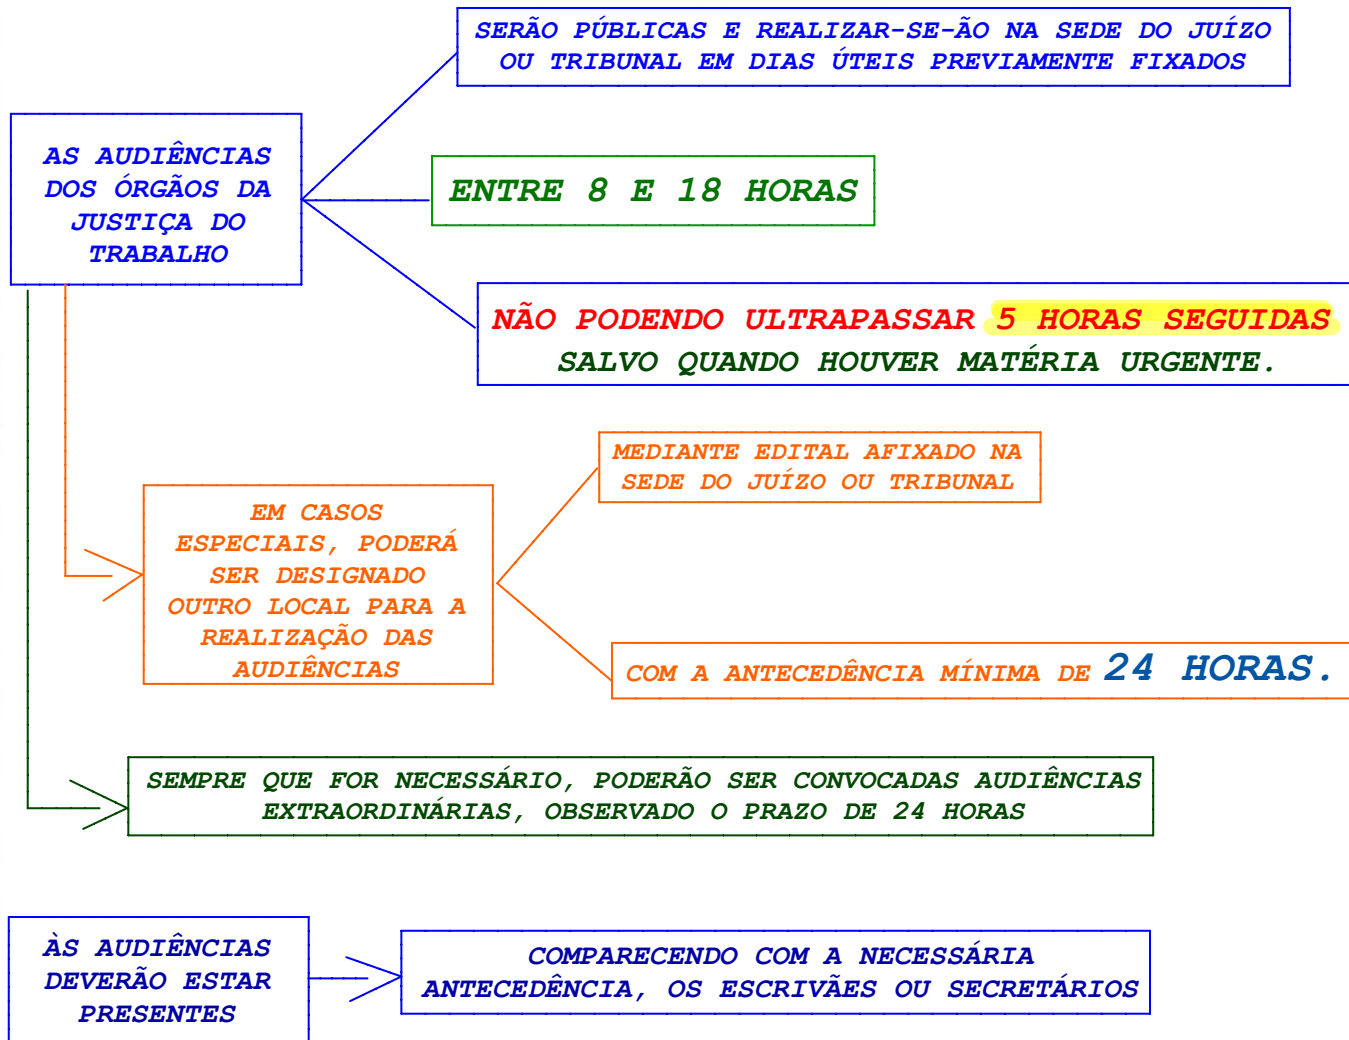 SERÃO PÚBLICAS E REALIZAR-SE-ÃO NA SEDE DO JUÍZO
OU TRIBUNAL EM DIAS ÚTEIS PREVIAMENTE FIXADOS
AS AUDIÊNCIAS
DOS ÓRGÃOS DA
JUSTIÇA DO
TRABALHO
ENTRE 8 E 18 HORAS
NÃO PODENDO ULTRAPASSAR 5 HORAS SEGUIDAS
SALVO QUANDO HOUVER MATÉRIA URGENTE.
EM CASOS
ESPECIAIS, PODERÁ
SER DESIGNADO
OUTRO LOCAL PARA A
REALIZAÇÃO DAS
AUDIÊNCIAS
MEDIANTE EDITAL AFIXADO NA
SEDE DO JUÍZO OU TRIBUNAL
COM A ANTECEDÊNCIA MÍNIMA DE 24 HORAS.
SEMPRE QUE FOR NECESSÁRIO, PODERÃO SER CONVOCADAS AUDIÊNCIAS
EXTRAORDINÁRIAS, OBSERVADO O PRAZO DE 24 HORAS
ÀS AUDIÊNCIAS
DEVERÃO ESTAR
PRESENTES
COMPARECENDO COM A NECESSÁRIA
ANTECEDÊNCIA, OS ESCRIVÃES OU SECRETÁRIOS